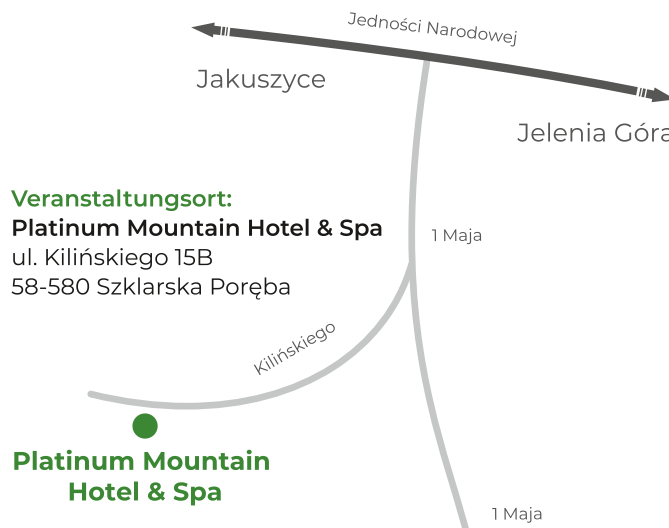 Jedności Narodowej
Jakuszyce
Jelenia Góra
Veranstaltungsort:
Platinum Mountain Hotel & Spa
ul. Kilińskiego 15B
58-580 Szklarska Poręba
1 Maja
Kilińskiego
Platinum Mountain
Hotel & Spa
1 Maja